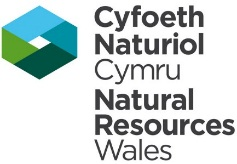 Cyfoeth
Naturiol
Cymru
Natural
Resources
Wales